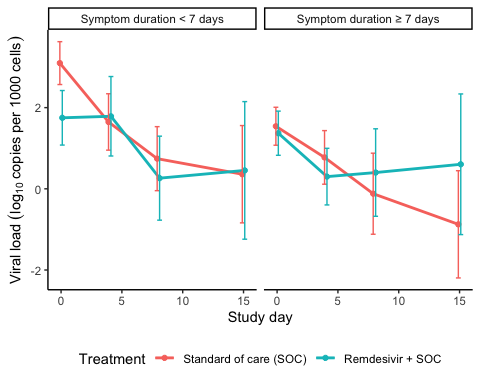 Symptom duration < 7 days
Symptom duration ≥ 7 days
Viral load (log₁₀ copies per 1000 cells)
2
0
-2
0 5 10 15
0 5 10 15
Study day
Treatment Standard of care (SOC) Remdesivir + SOC